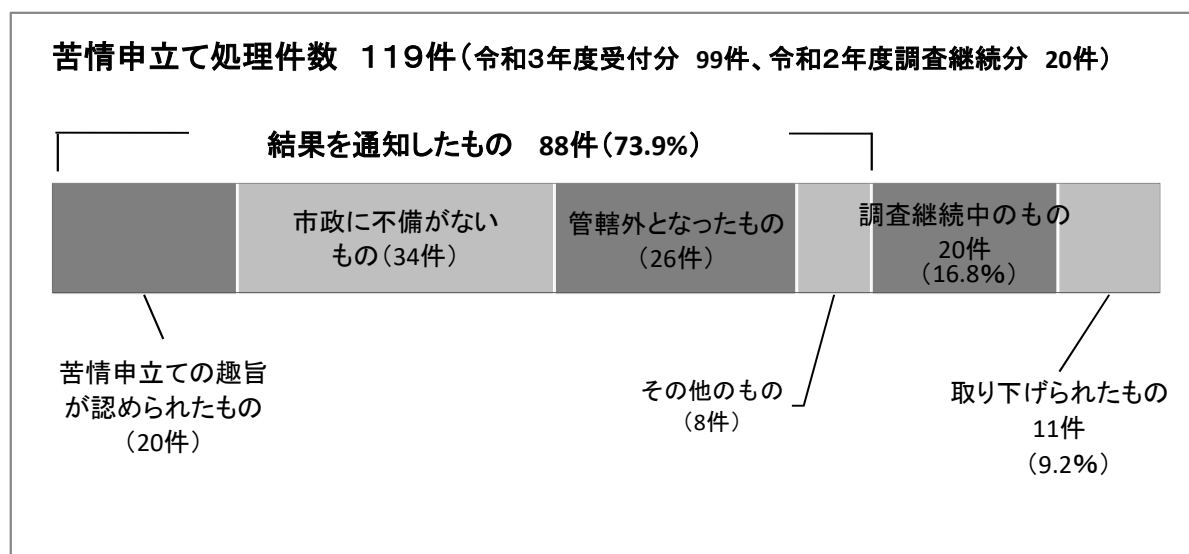 苦情申立て処理件数 119件（令和3年度受付分 99件、令和2年度調査継続分 20件）
結果を通知したもの 88件（73.9%）
市政に不備がない
もの（34件）
管轄外となったもの
（26件）
調査継続中のもの
20件
（16.8%）
苦情申立ての趣旨
が認められたもの
（20件）
その他のもの
（8件）
取り下げられたもの
11件
（9.2%）